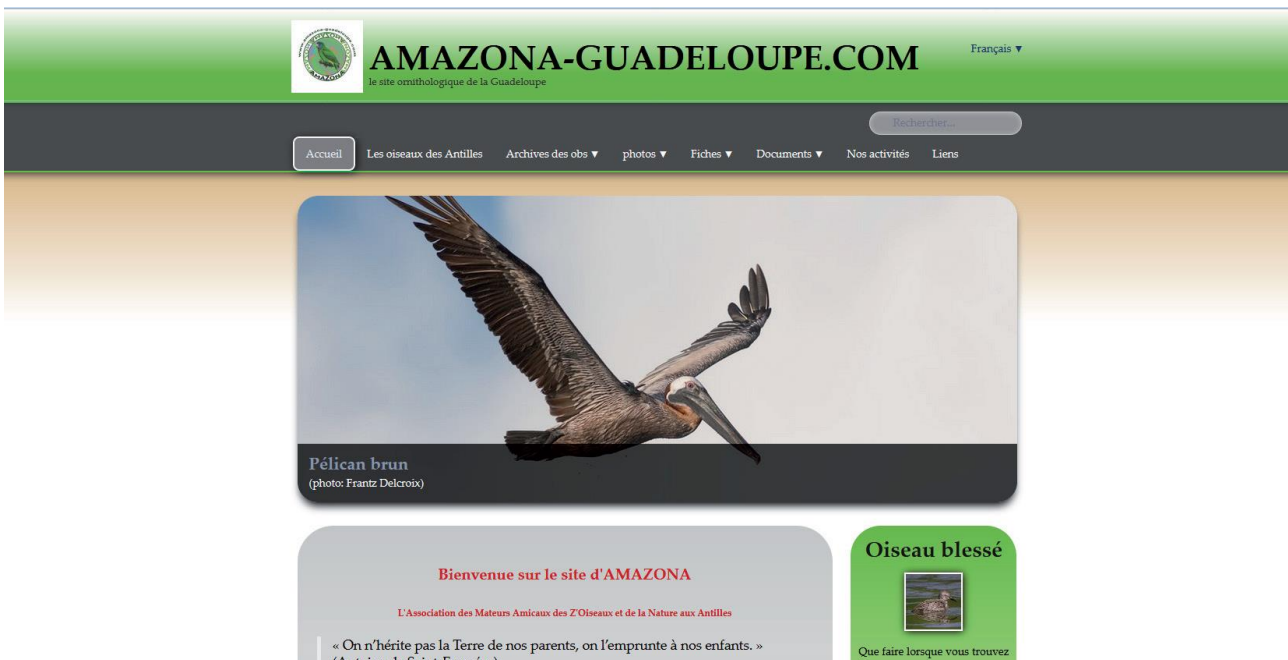 AMAZONA-GUADELOUPE.COM
le site ornithologique de la Guadeloupe
Français ▼
Rechercher...
Accueil
Les oiseaux des Antilles
Archives des obs ▼
photos ▼
Fiches ▼
Documents ▼
Nos activités
Liens
Pélican brun
(photo: Frantz Delcroix)
Bienvenue sur le site d'AMAZONA
L'Association des Mateurs Amicaux des Z'Oiseaux et de la Nature aux Antilles
« On n’hérite pas la Terre de nos parents, on l’emprunte à nos enfants. »
Oiseau blessé
Que faire lorsque vous trouvez